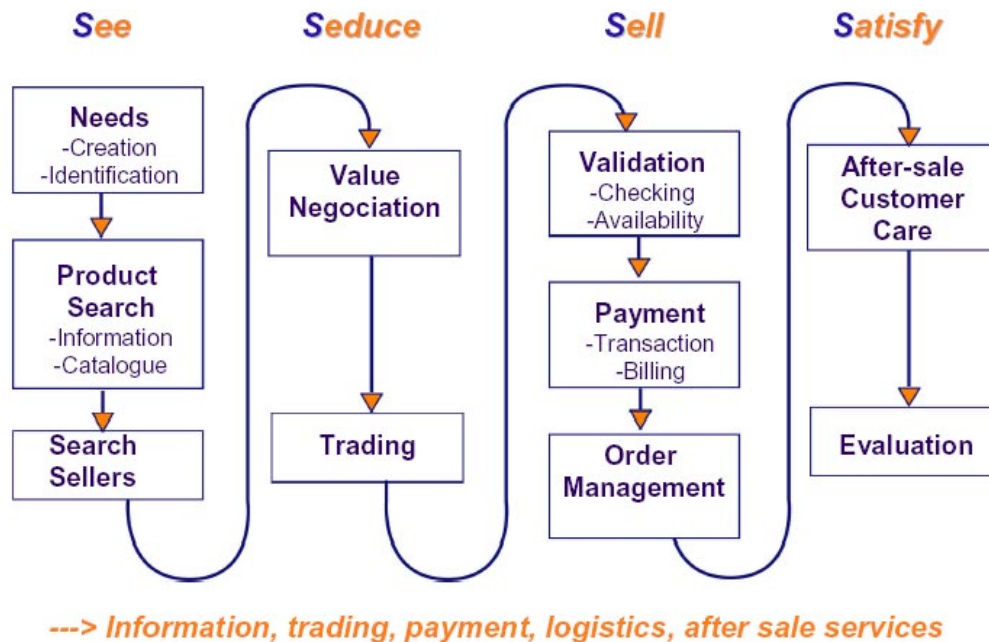 See
Seduce
Sell
Satisfy
Needs
-Creation
-Identification
Product
Search
-Information
-Catalogue
Search
Sellers
Value
Negociation
Trading
Validation
-Checking
-Availability
Payment
-Transaction
-Billing
Order
Management
After-sale
Customer
Care
Evaluation
---> Information, trading, payment, logistics, after sale services